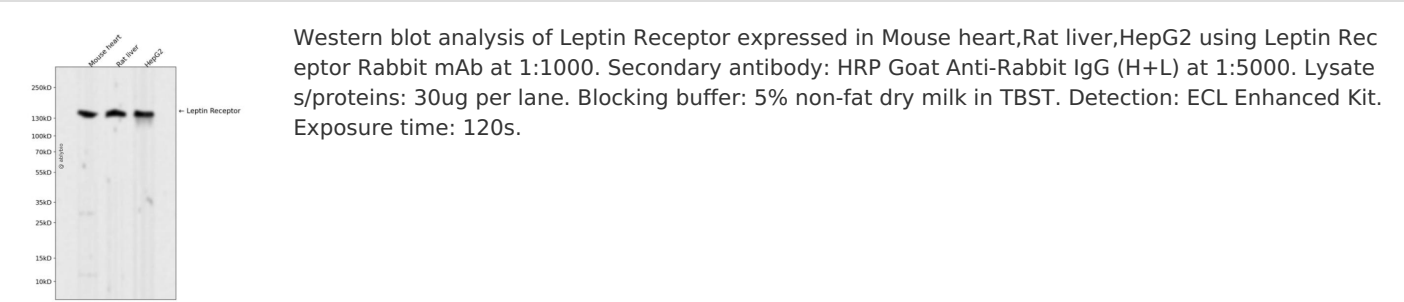 Mouse heart
Rat liver
HepG2
Western blot analysis of Leptin Receptor expressed in Mouse heart,Rat liver,HepG2 using Leptin Rec
eptor Rabbit mAb at 1:1000. Secondary antibody: HRP Goat Anti-Rabbit IgG (H+L) at 1:5000. Lysate
s/proteins: 30ug per lane. Blocking buffer: 5% non-fat dry milk in TBST. Detection: ECL Enhanced Kit.
Exposure time: 120s.
250kD
← Leptin Receptor
130kD
100kD
70kD
55kD
35kD
25kD
15kD
10kD